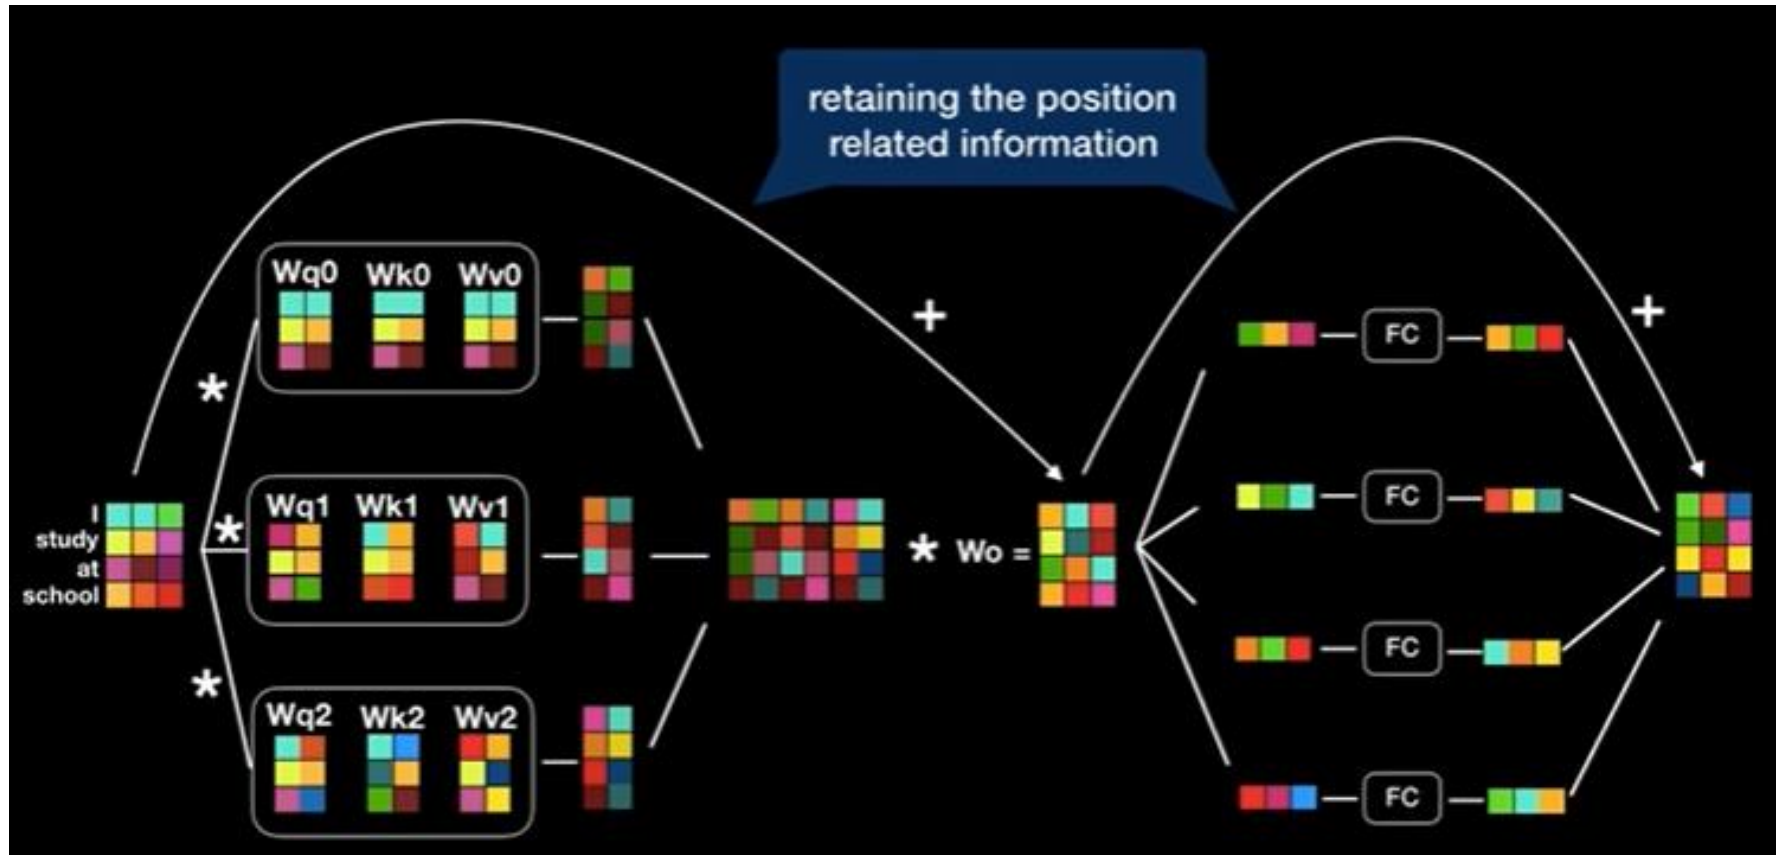 retaining the position
related information
+
+
Wq0 Wk0 Wv0
*
I
study
at
school
*
Wq1 Wk1 Wv1
* Wo =
*
Wq2 Wk2 Wv2
FC
FC
FC
FC